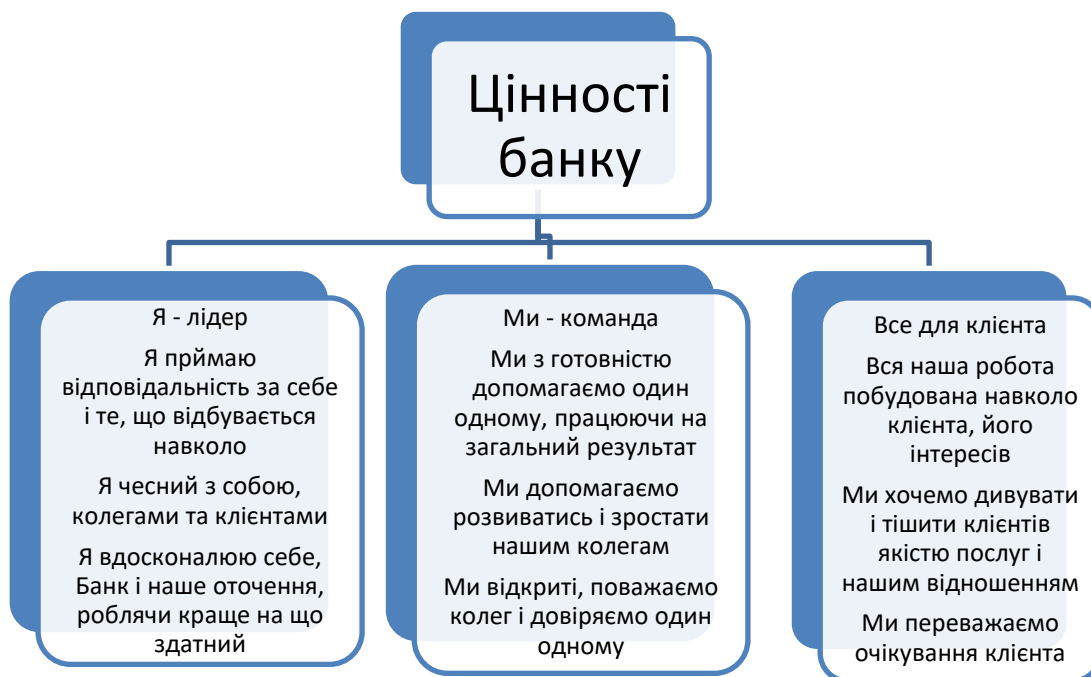 Цінності
банку
Я - лідер
Я прймаю
відповідальність за себе
і те, що відбувається
навколо
Я чесний з собою,
колегами та клієнтами
Я вдосконалюю себе,
Банк і наше оточення,
роблячи краще на що
здатний
Ми - команда
Ми з готовністю
допомагаємо один
одному, працюючи на
загальний результат
Ми допомагаємо
розвиватись і зростати
нашим колегам
Ми відкриті, поважаємо
колег і довіряємо один
одному
Все для клієнта
Вся наша робота
побудована навколо
клієнта, його
інтересів
Ми хочемо дивувати
і тішити клієнтів
якістю послуг і
нашим відношенням
Ми переважаємо
очікування клієнта